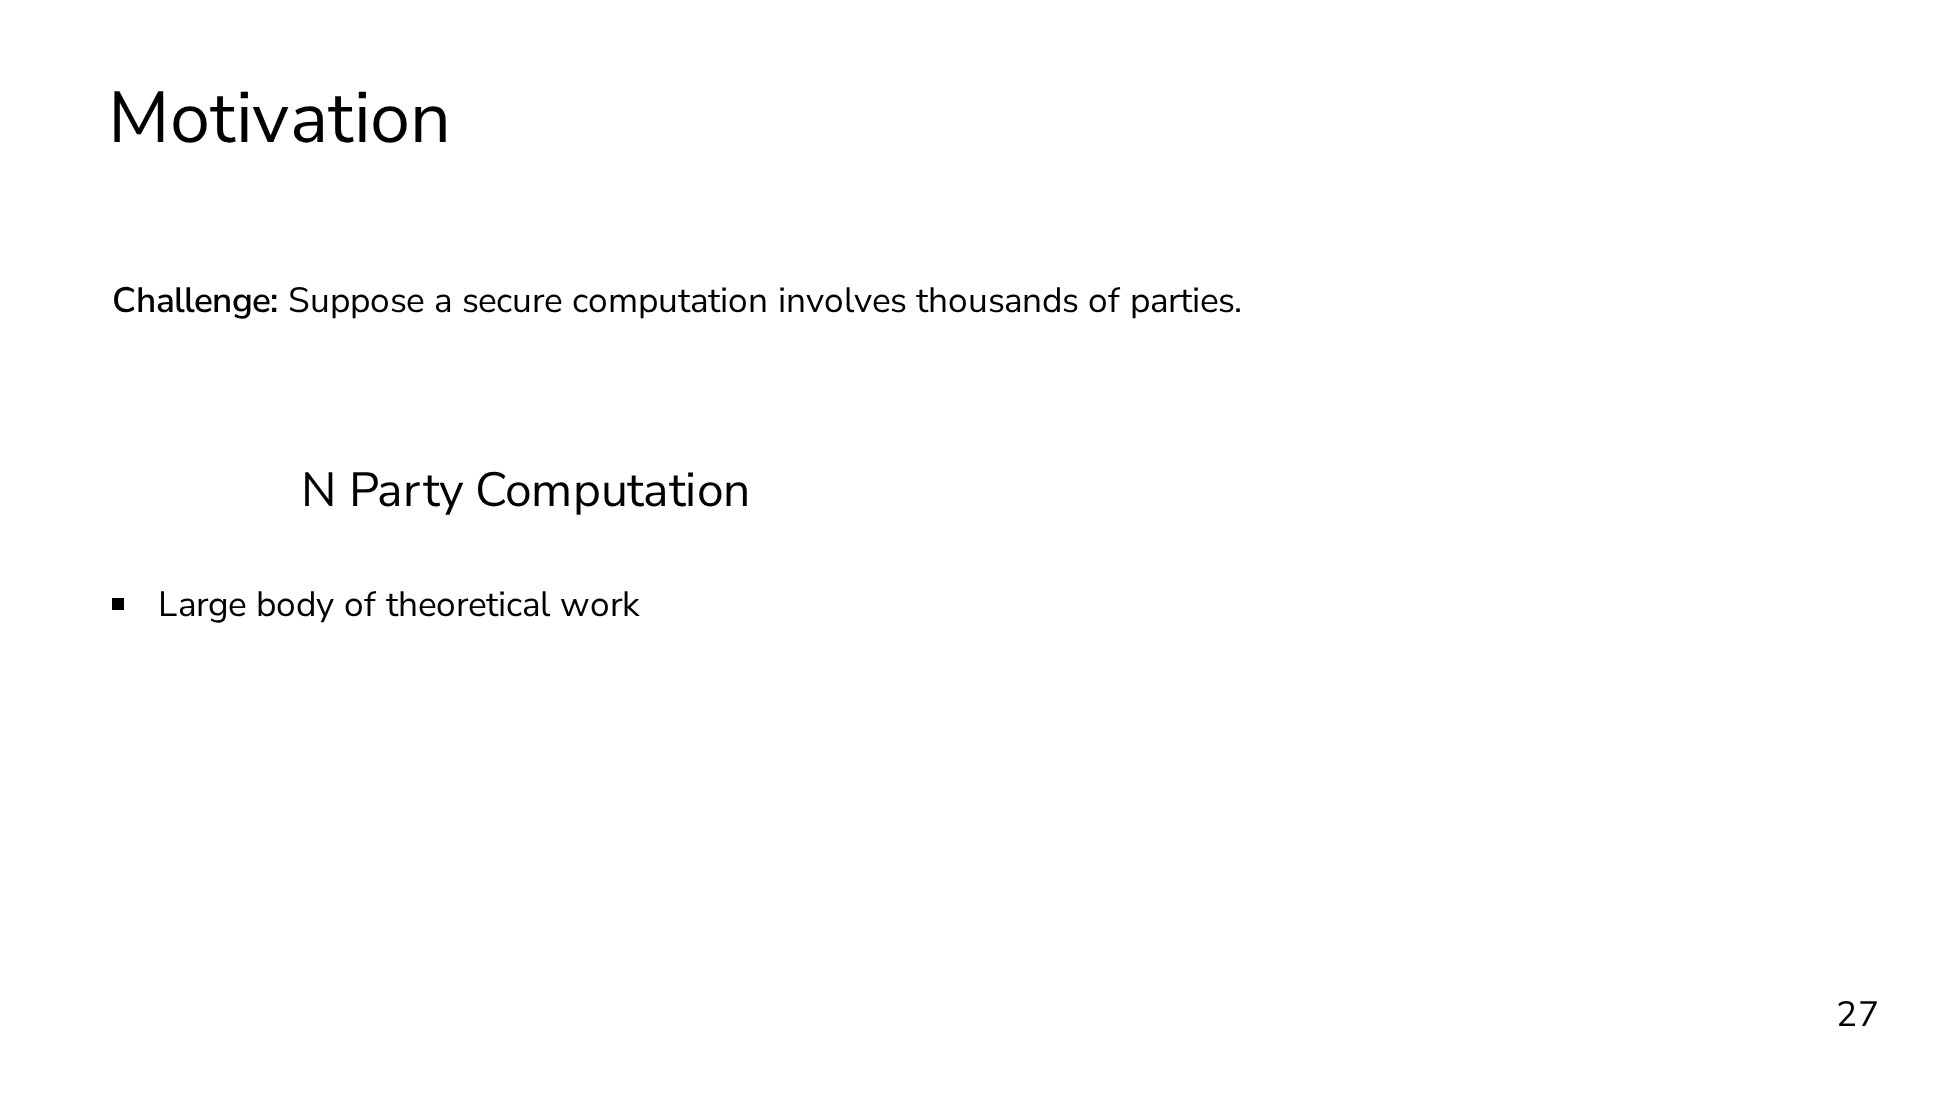 Motivation
Challenge: Suppose a secure computation involves thousands of parties.
N Party Computation
▪ Large body of theoretical work
27